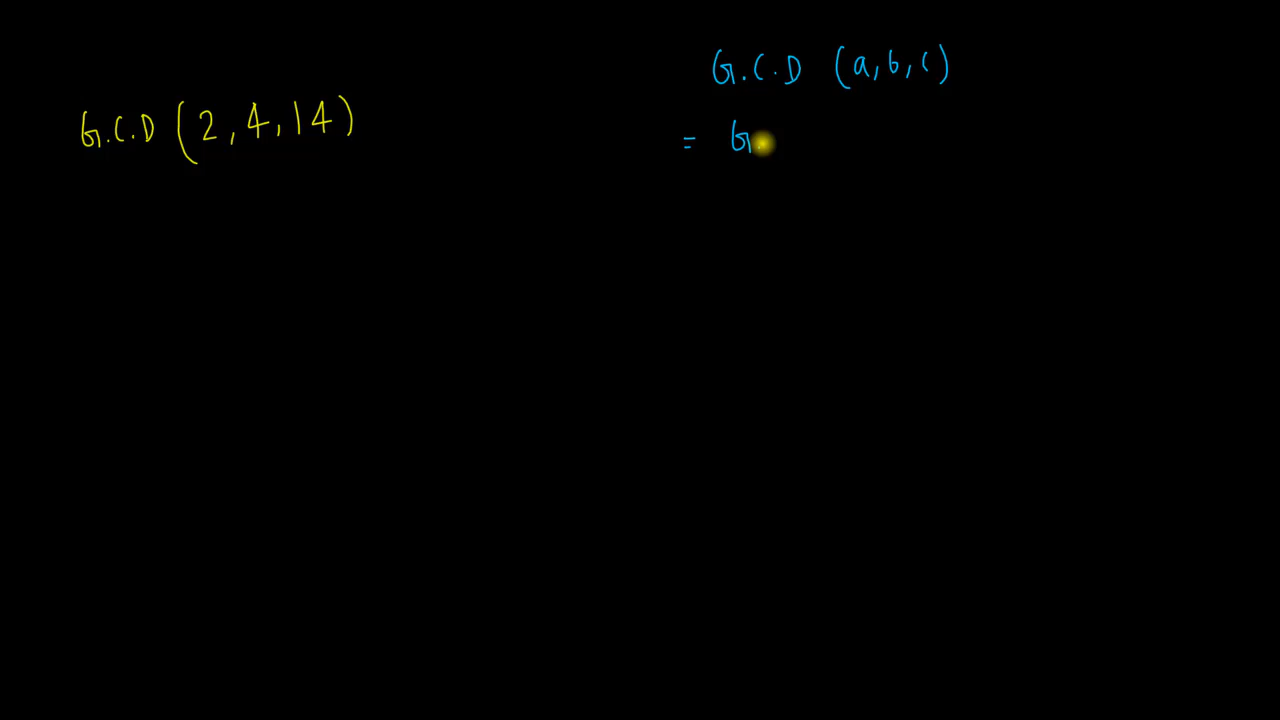 G.C.D (a,b,c)
G.C.D (2,4,14)
= G.